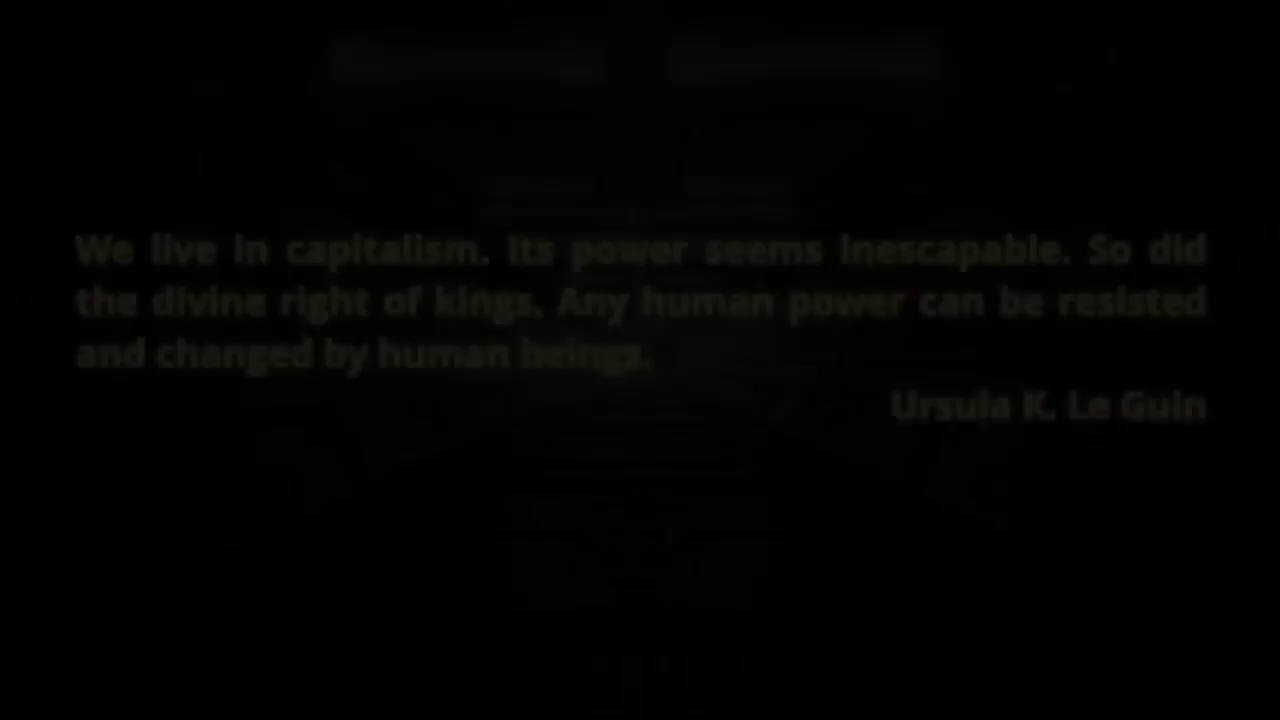 We live in capitalism. Its power seems inescapable. So did
the divine right of kings. Any human power can be resisted
and changed by human beings.
Ursula K. Le Guin